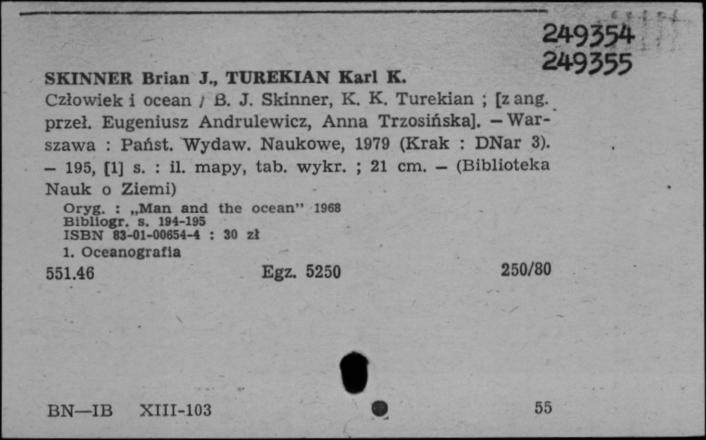 249354
249355
SKINNER Brian J., TUREKIAN Karl K.
Człowiek i ocean / B. J. Skinner, K. K. Turekian ; [z ang.
przeł. Eugeniusz Andrulewicz, Anna Trzosińska]. — War-
szawa : Państ. Wydaw. Naukowe, 1979 (Krak : DNar 3).
— 195, [1] s. : il. mapy, tab. wykr. ; 21 cm. — (Biblioteka
Nauk o Ziemi)
Oryg. : „Man and the ocean” 1968
Bibliogr. s. 194-195
ISBN 83-01-00654-4 : 30 zł
1. Oceanografia
551.46 Egz. 5250 250/80
BN—IB XIII-103 55